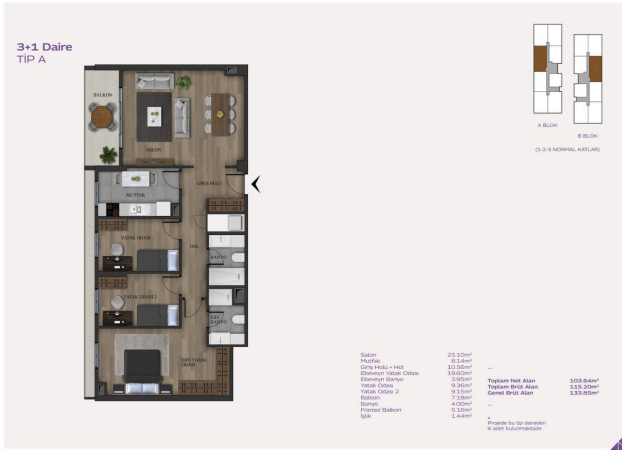 3+1 Daire
TİP A
BALKON
SALON
GİRİŞ HOLÜ
MUTFAK
YATAK ODASI
HOL
BANYO
YATAK ODASI 2
EBV. BANYO
EBV YATAK ODASI
A BLOK
B BLOK
(1-2-3 NORMAL KATLAR)
Salon 25.10m²
Mutfak 8.14m²
Giriş Holü + Hol 10.56m²
Ebeveyn Yatak Odası 19.60m²
Ebeveyn Banyo 3.95m²
Yatak Odası 9.36m²
Yatak Odası 2 9.15m²
Balkon 7.18m²
Banyo 4.00m²
Fransız Balkon 5.16m²
Işlık 1.44m²
Toplam Net Alan 103.64m²
Toplam Brüt Alan 115.20m²
Genel Brüt Alan 133.85m²
*
Projede bu tip daireden
6 adet bulunmaktadır